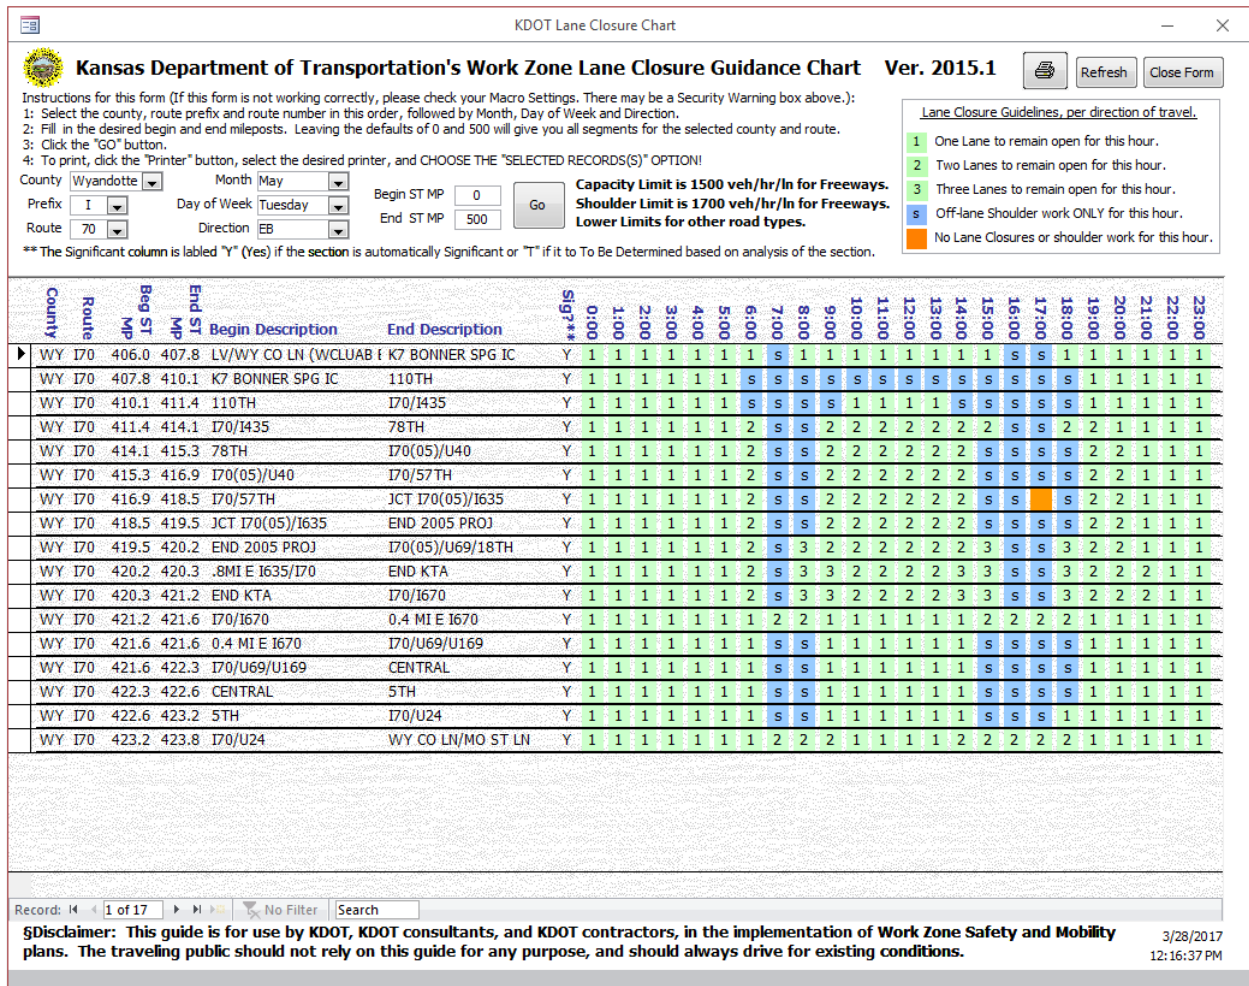 KDOT Lane Closure Chart
Kansas Department of Transportation's Work Zone Lane Closure Guidance Chart Ver. 2015.1
Refresh
Close Form
Instructions for this form (If this form is not working correctly, please check your Macro Settings. There may be a Security Warning box above.):
1: Select the county, route prefix and route number in this order, followed by Month, Day of Week and Direction.
2: Fill in the desired begin and end mileposts. Leaving the defaults of 0 and 500 will give you all segments for the selected county and route.
3: Click the "GO" button.
4: To print, click the "Printer" button, select the desired printer, and CHOOSE THE "SELECTED RECORDS(S)" OPTION!
Lane Closure Guidelines, per direction of travel.
1 One Lane to remain open for this hour.
2 Two Lanes to remain open for this hour.
3 Three Lanes to remain open for this hour.
s Off-lane Shoulder work ONLY for this hour.
No Lane Closures or shoulder work for this hour.
County Wyandotte Month May
Prefix I Day of Week Tuesday
Route 70 Direction EB
Begin ST MP 0
End ST MP 500
Go
Capacity Limit is 1500 veh/hr/ln for Freeways.
Shoulder Limit is 1700 veh/hr/ln for Freeways.
Lower Limits for other road types.
** The Significant column is labled "Y" (Yes) if the section is automatically Significant or "T" if it to To Be Determined based on analysis of the section.
County Route Beg ST MP End ST MP Begin Description End Description Sig?** 0:00 1:00 2:00 3:00 4:00 5:00 6:00 7:00 8:00 9:00 10:00 11:00 12:00 13:00 14:00 15:00 16:00 17:00 18:00 19:00 20:00 21:00 22:00 23:00
WY I70 406.0 407.8 LV/WY CO LN (WCLUAB K7 BONNER SPG IC Y 1 1 1 1 1 1 1 s 1 1 1 1 1 1 1 1 s s 1 1 1 1 1 1
WY I70 407.8 410.1 K7 BONNER SPG IC 110TH Y 1 1 1 1 1 1 s s s s s s s s s s s s s 1 1 1 1 1
WY I70 410.1 411.4 110TH I70/I435 Y 1 1 1 1 1 1 s s s s 1 1 1 1 s s s s s 1 1 1 1 1
WY I70 411.4 414.1 I70/I435 78TH Y 1 1 1 1 1 1 2 s s 2 2 2 2 2 2 2 s s 2 2 1 1 1 1
WY I70 414.1 415.3 78TH I70(05)/U40 Y 1 1 1 1 1 1 2 s s 2 2 2 2 2 2 s s s s 2 2 1 1 1
WY I70 415.3 416.9 I70(05)/U40 I70/57TH Y 1 1 1 1 1 1 2 s s 2 2 2 2 2 2 s s s s 2 2 1 1 1
WY I70 416.9 418.5 I70/57TH JCT I70(05)/I635 Y 1 1 1 1 1 1 2 s s 2 2 2 2 2 2 s s s 2 2 2 1 1
WY I70 418.5 419.5 JCT I70(05)/I635 END 2005 PROJ Y 1 1 1 1 1 1 2 s s 2 2 2 2 2 2 s s s s 2 2 1 1 1
WY I70 419.5 420.2 END 2005 PROJ I70(05)/U69/18TH Y 1 1 1 1 1 1 2 s 3 2 2 2 2 2 2 3 s s 3 2 2 1 1 1
WY I70 420.2 420.3 .8MI E I635/I70 END KTA Y 1 1 1 1 1 1 2 s 3 3 2 2 2 2 3 3 s s 3 2 2 2 1 1
WY I70 420.3 421.2 END KTA I70/I670 Y 1 1 1 1 1 1 2 s 3 3 2 2 2 2 3 3 s s 3 2 2 2 1 1
WY I70 421.2 421.6 I70/I670 0.4 MI E I670 Y 1 1 1 1 1 1 1 2 2 1 1 1 1 1 1 2 2 2 2 1 1 1 1 1
WY I70 421.6 421.6 0.4 MI E I670 I70/U69/U169 Y 1 1 1 1 1 1 1 s s 1 1 1 1 1 1 s s s s 1 1 1 1 1
WY I70 421.6 422.3 I70/U69/U169 CENTRAL Y 1 1 1 1 1 1 1 s s 1 1 1 1 1 1 s s s s 1 1 1 1 1
WY I70 422.3 422.6 CENTRAL 5TH Y 1 1 1 1 1 1 1 s s 1 1 1 1 1 1 s s s s 1 1 1 1 1
WY I70 422.6 423.2 5TH I70/U24 Y 1 1 1 1 1 1 1 s s 1 1 1 1 1 1 s s s 1 1 1 1 1 1
WY I70 423.2 423.8 I70/U24 WY CO LN/MO ST LN Y 1 1 1 1 1 1 1 2 2 2 1 1 1 1 2 2 2 2 2 1 1 1 1 1
Record: 1 of 17 No Filter Search
§Disclaimer: This guide is for use by KDOT, KDOT consultants, and KDOT contractors, in the implementation of Work Zone Safety and Mobility
plans. The traveling public should not rely on this guide for any purpose, and should always drive for existing conditions.
3/28/2017
12:16:37 PM